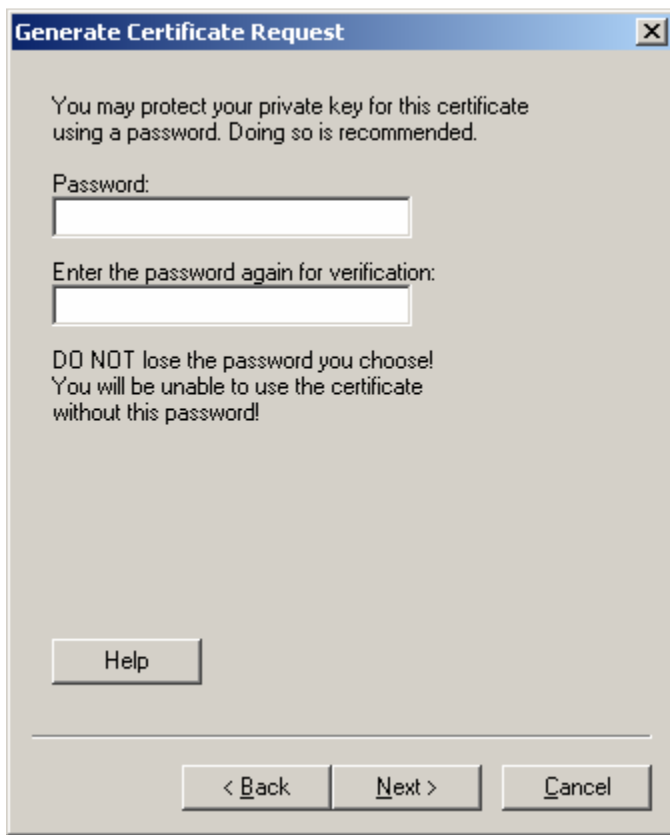 Generate Certificate Request
You may protect your private key for this certificate
using a password. Doing so is recommended.
Password:
Enter the password again for verification:
DO NOT lose the password you choose!
You will be unable to use the certificate
without this password!
Help
< Back Next > Cancel